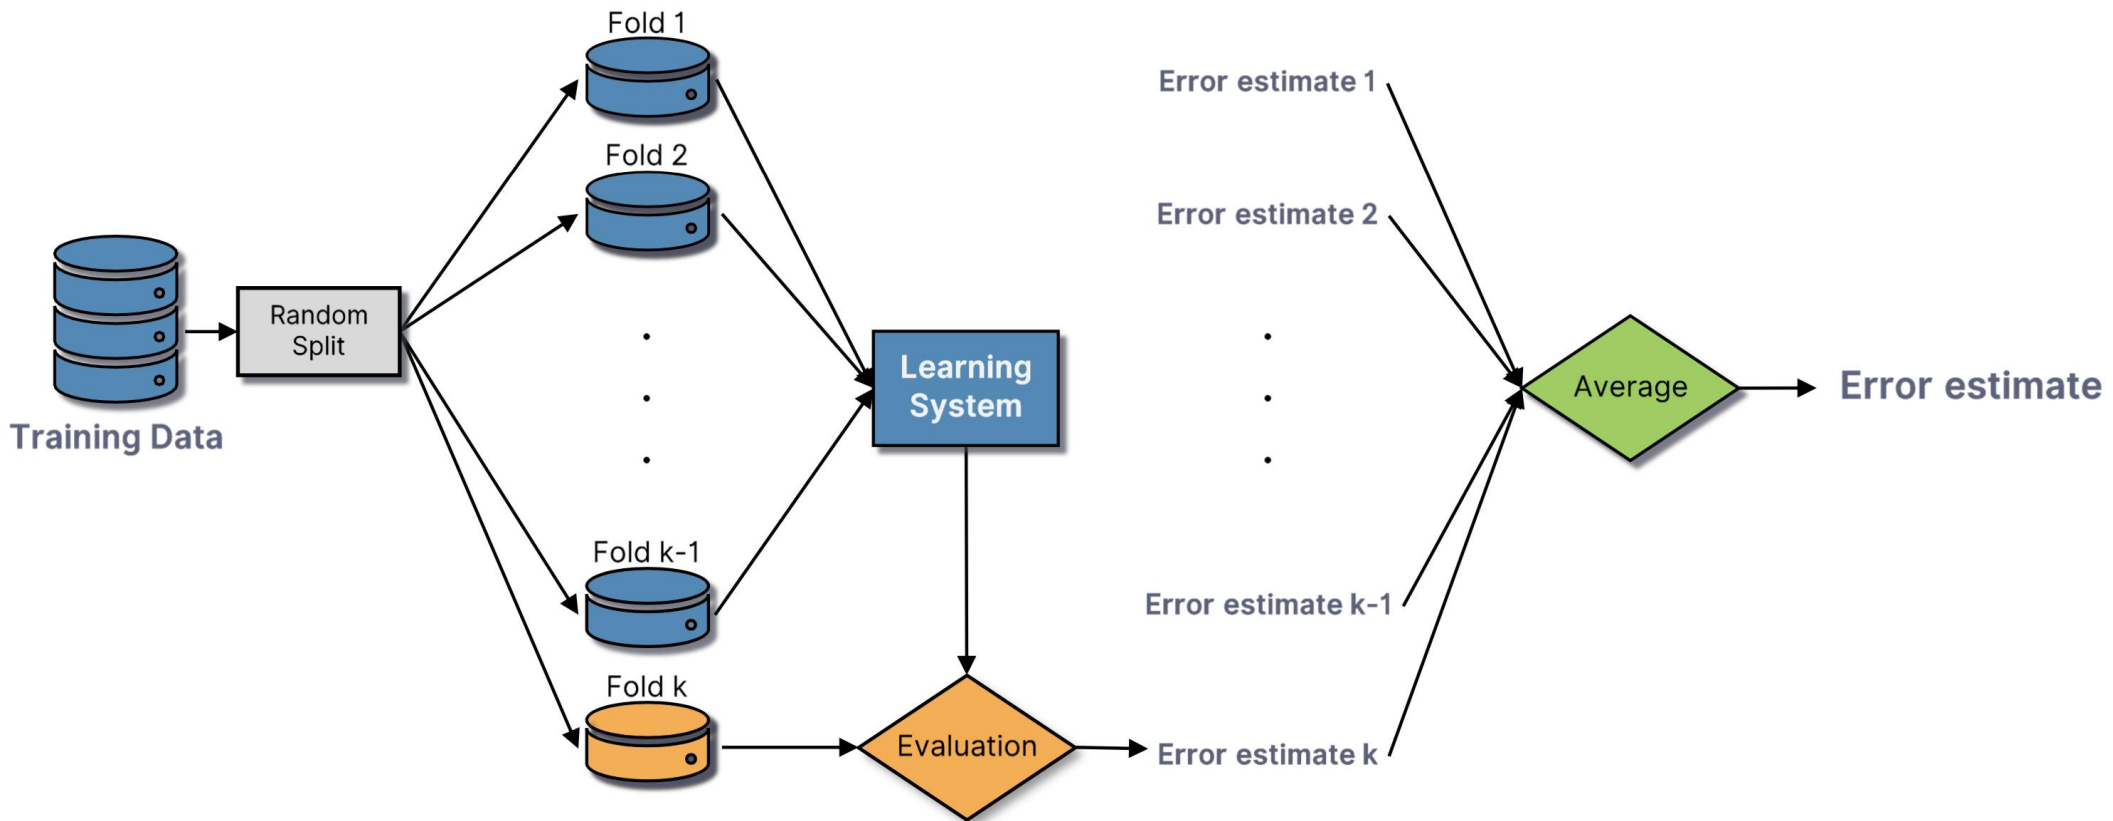 Fold 1
Error estimate 1
Fold 2
Error estimate 2
Random
Split
Training Data
Learning
System
Average
Error estimate
Fold k-1
Error estimate k-1
Fold k
Evaluation
Error estimate k